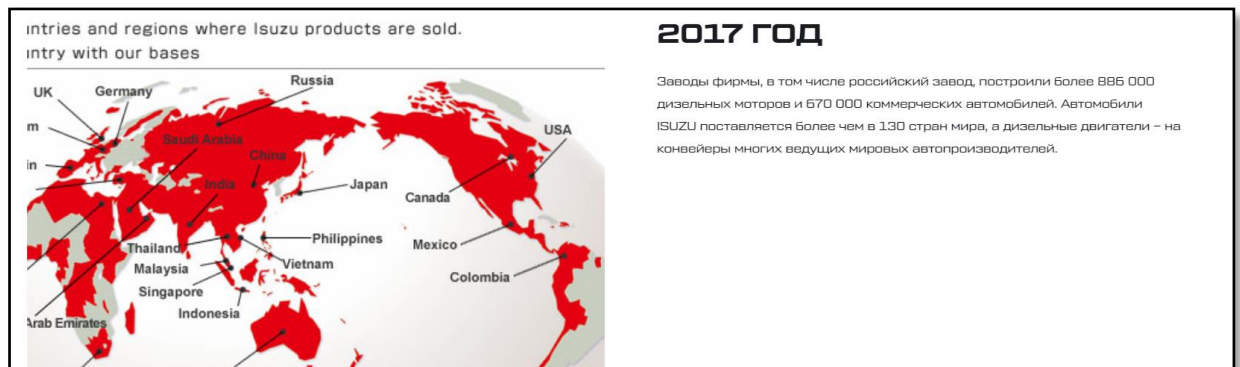 intries and regions where Isuzu products are sold.
intry with our bases
UK
Germany
Russia
m
in
Saudi Arabia
China
India
Japan
USA
Canada
Thailand
Philippines
Malaysia
Vietnam
Singapore
Indonesia
Mexico
Colombia
Arab Emirates
2017 ГОД
Заводы фирмы, в том числе российский завод, построили более 886 000
дизельных моторов и 670 000 коммерческих автомобилей. Автомобили
ISUZU поставляется более чем в 130 стран мира, а дизельные двигатели – на
конвейеры многих ведущих мировых автопроизводителей.